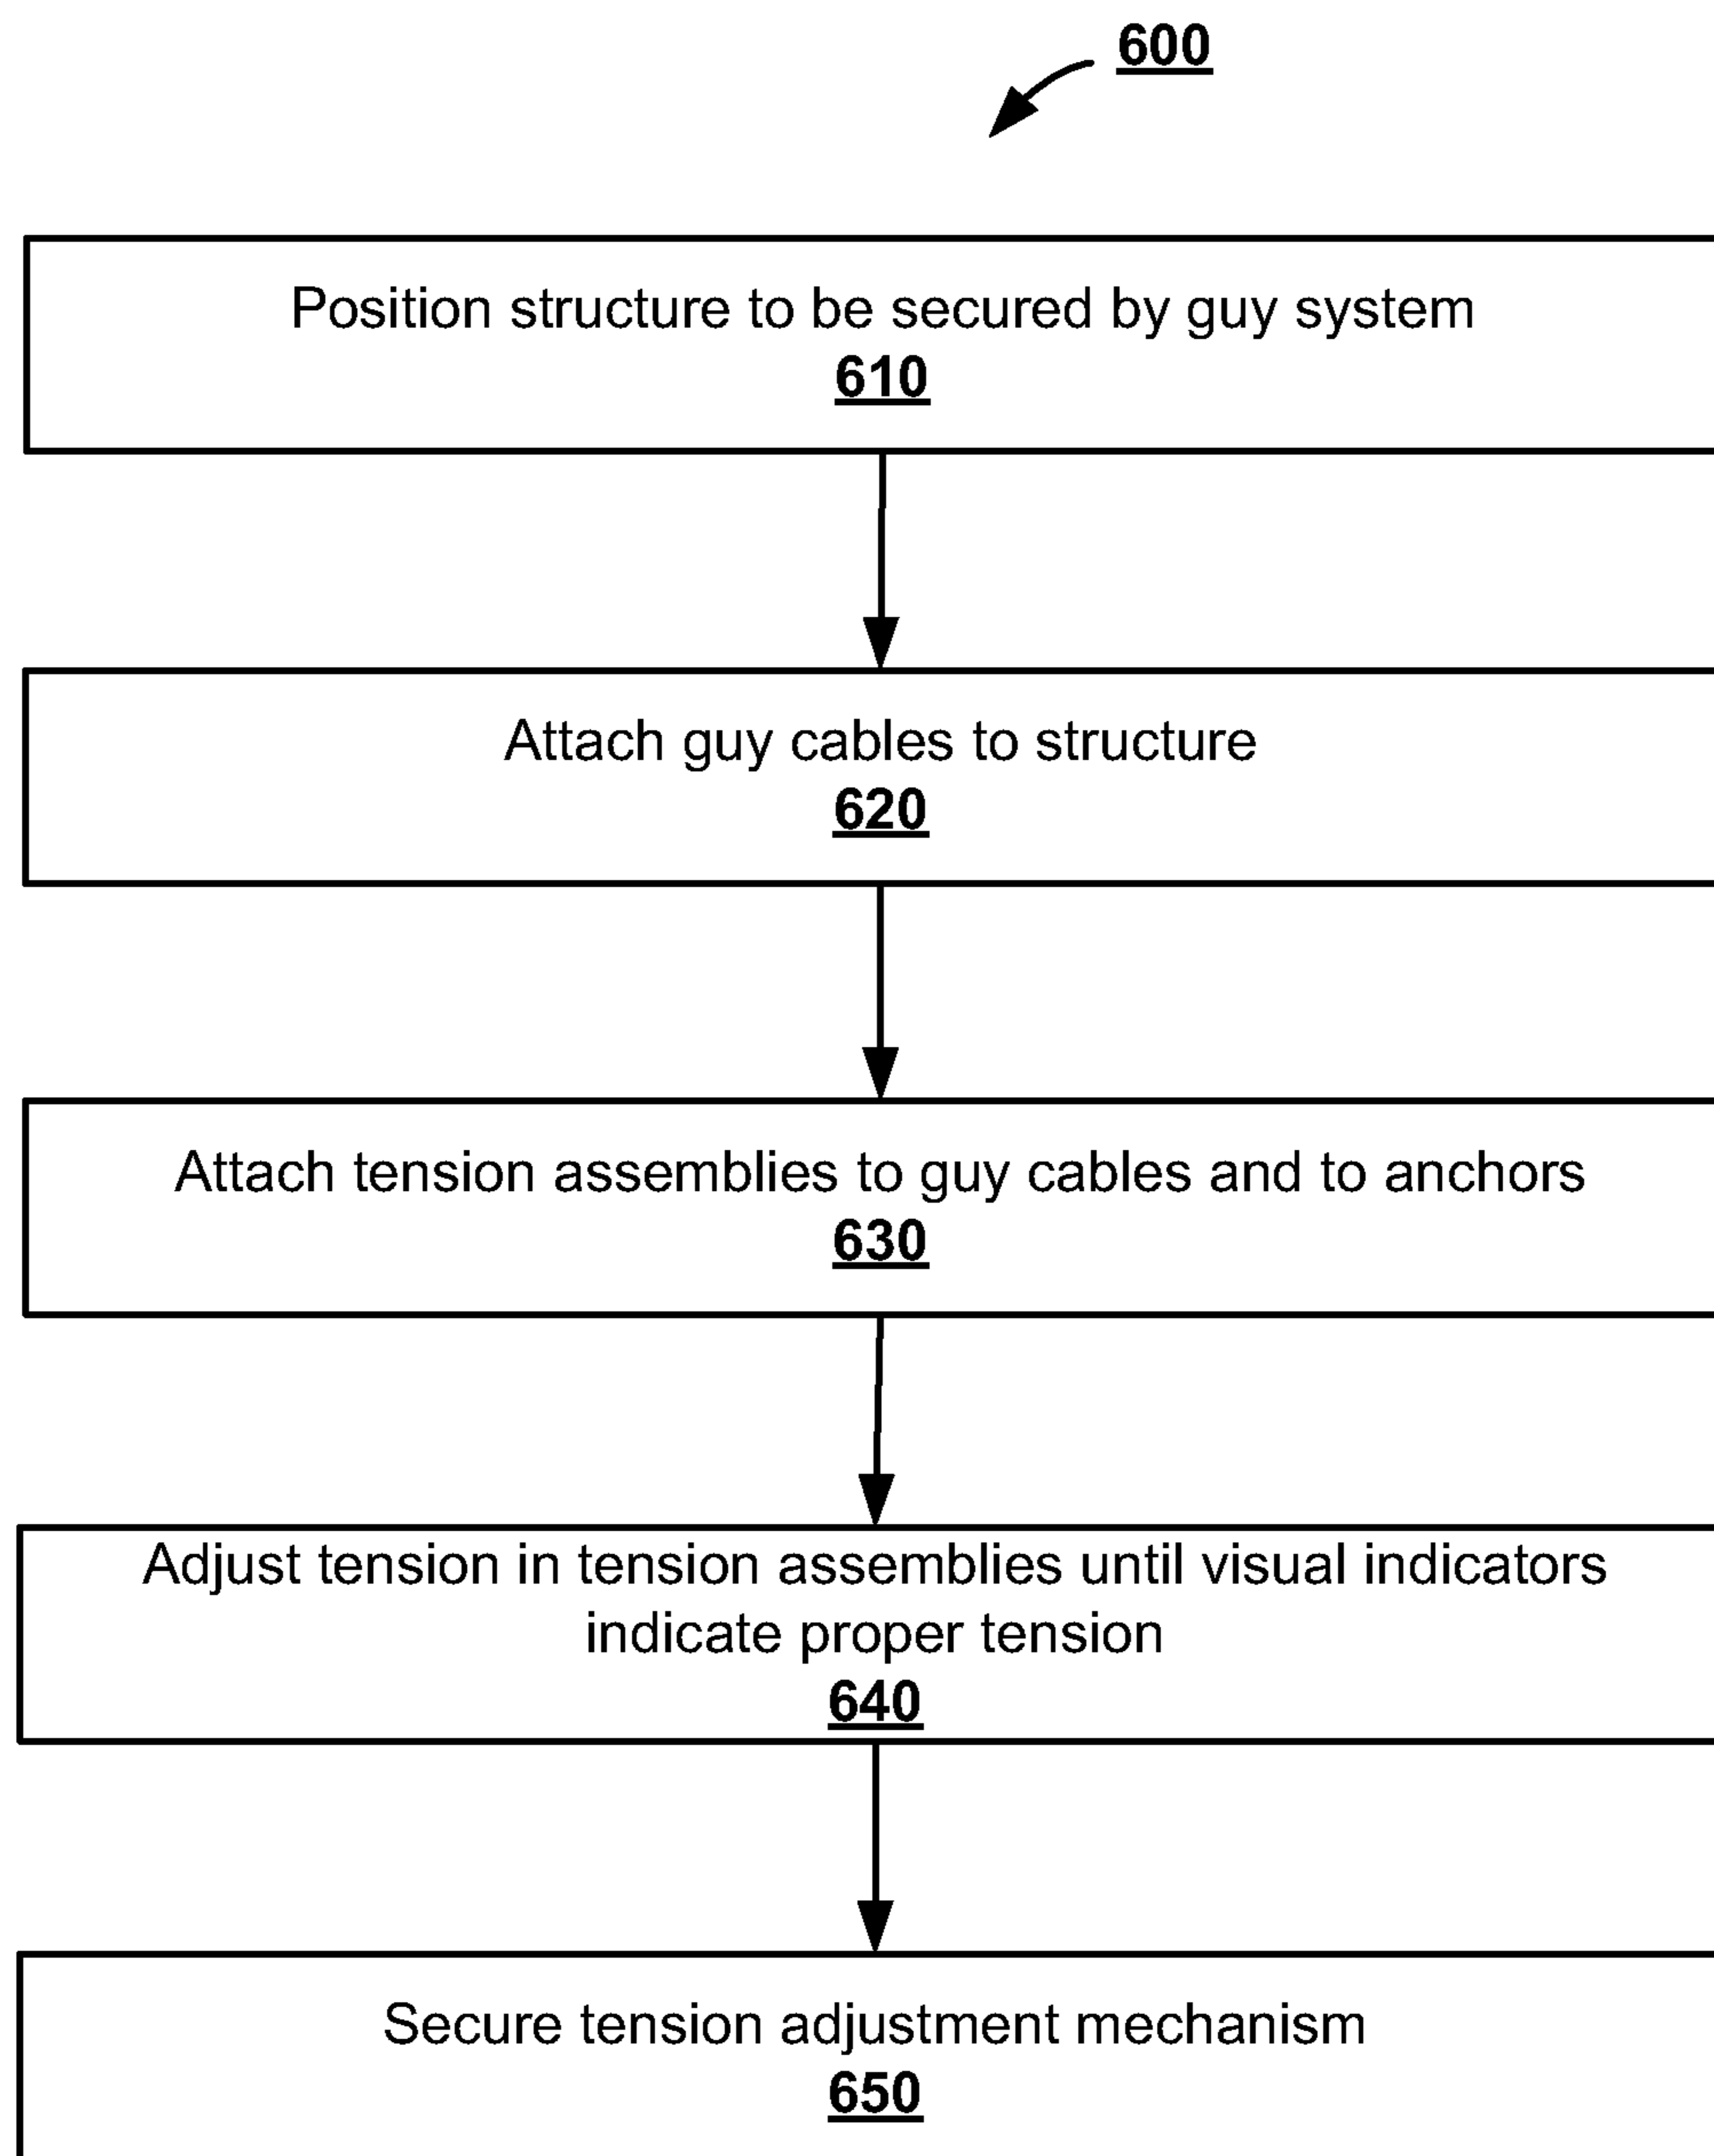 600
Position structure to be secured by guy system
610
Attach guy cables to structure
620
Attach tension assemblies to guy cables and to anchors
630
Adjust tension in tension assemblies until visual indicators
indicate proper tension
640
Secure tension adjustment mechanism
650